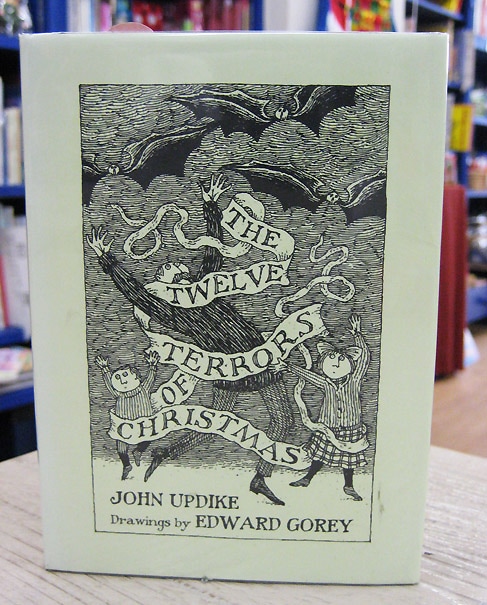 THE
TWELVE
TERRORS
OF
CHRISTMAS
JOHN UPDIKE
Drawings by EDWARD GOREY